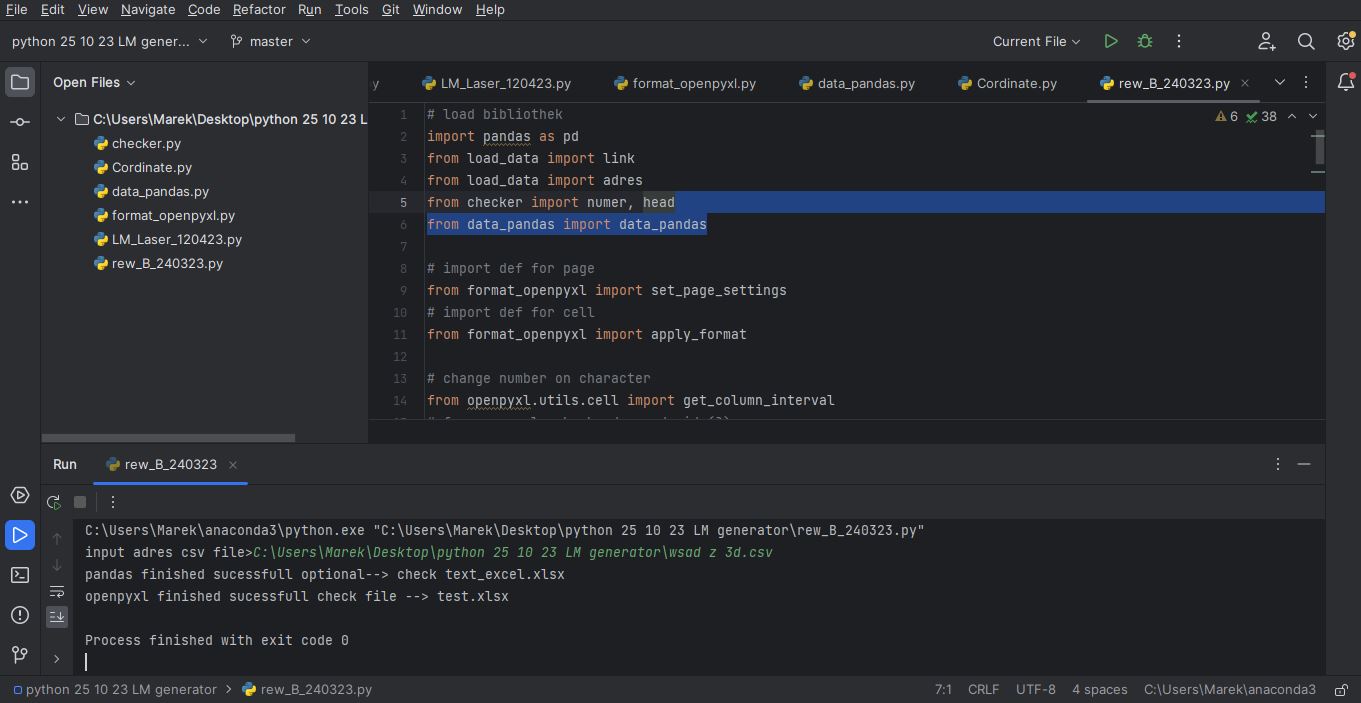 File Edit View Navigate Code Refactor Run Tools Git Window Help
python 25 10 23 LM gener... master Current File
Open Files
C:\Users\Marek\Desktop\python 25 10 23 L
checker.py
Cordinate.py
data_pandas.py
format_openpyxl.py
LM_Laser_120423.py
rew_B_240323.py
y LM_Laser_120423.py format_openpyxl.py data_pandas.py Cordinate.py rew_B_240323.py
6 38
1 # load bibliothek
2 import pandas as pd
3 from load_data import link
4 from load_data import adres
5 from checker import numer, head
6 from data_pandas import data_pandas
7
8 # import def for page
9 from format_openpyxl import set_page_settings
10 # import def for cell
11 from format_openpyxl import apply_format
12
13 # change number on character
14 from openpyxl.utils.cell import get_column_interval
Run rew_B_240323
C:\Users\Marek\anaconda3\python.exe "C:\Users\Marek\Desktop\python 25 10 23 LM generator\rew_B_240323.py"
input adres csv file>C:\Users\Marek\Desktop\python 25 10 23 LM generator\wsad z 3d.csv
pandas finished sucessfull optional--> check text_excel.xlsx
openpyxl finished sucessfull check file --> test.xlsx
Process finished with exit code 0
python 25 10 23 LM generator > rew_B_240323.py 7:1 CRLF UTF-8 4 spaces C:\Users\Marek\anaconda3